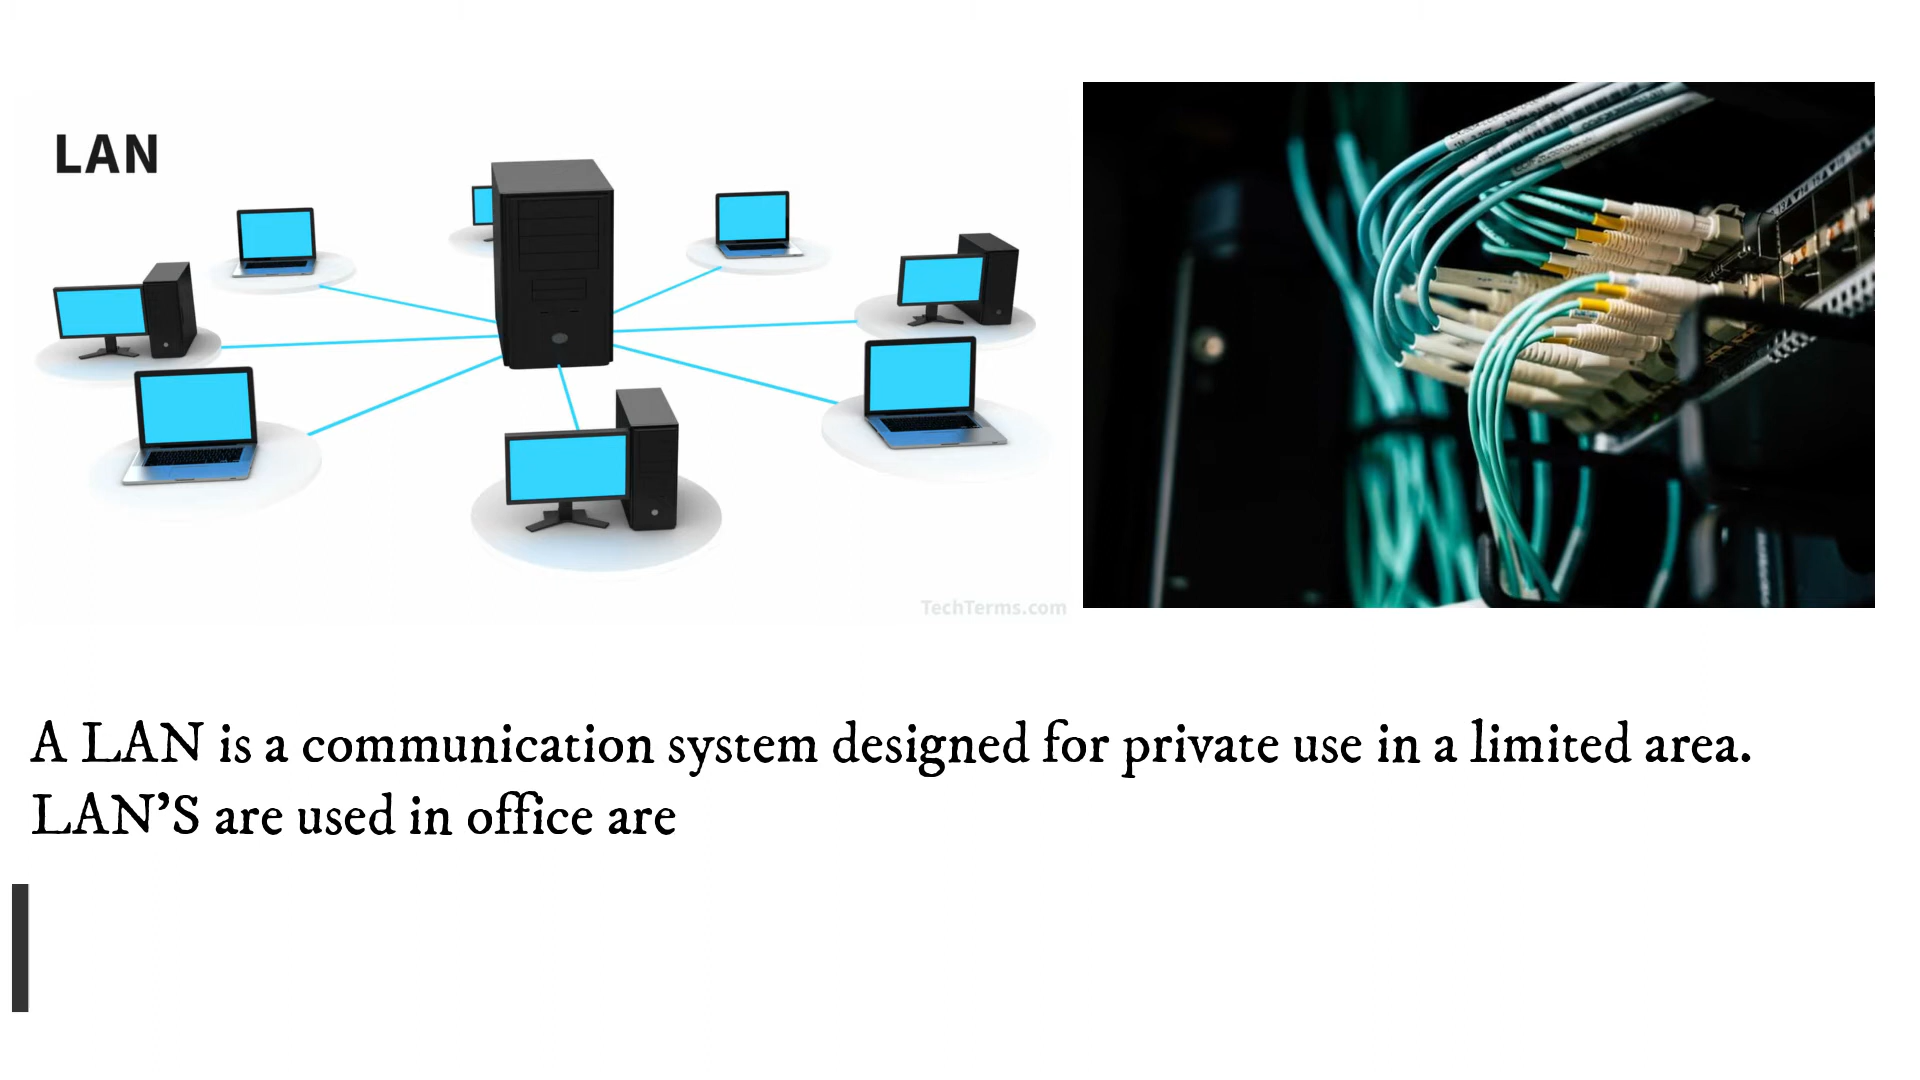 LAN
TechTerms.com
A LAN is a communication system designed for private use in a limited area.
LAN'S are used in office are